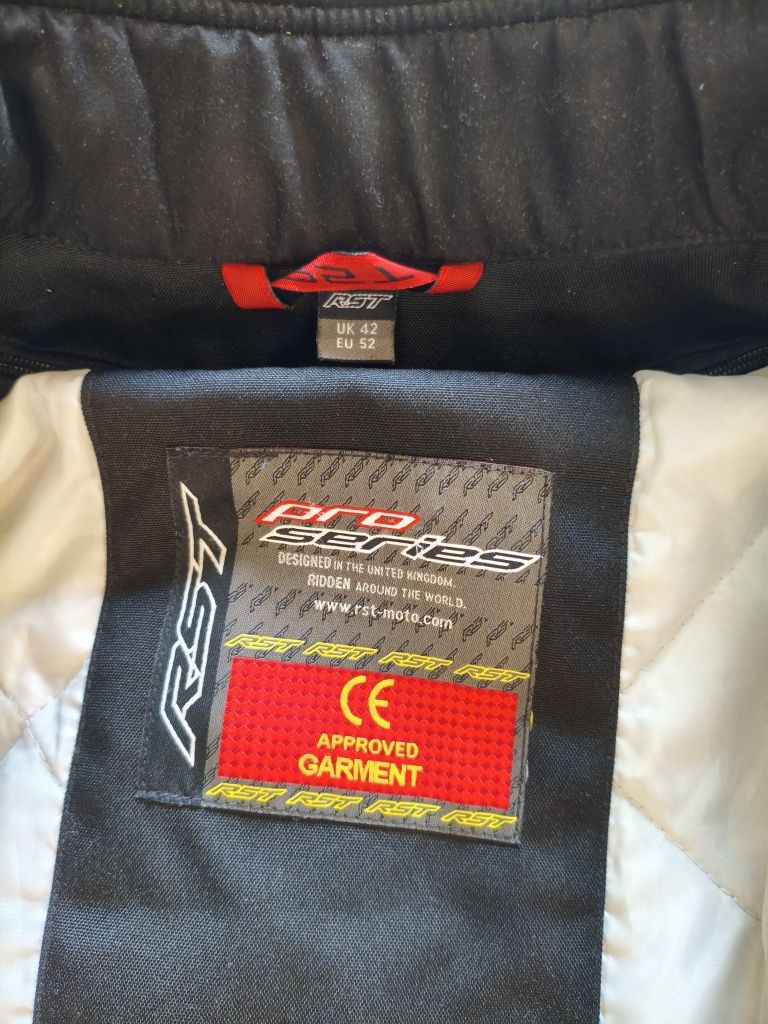 RST
RST
UK 42
EU 52
RST
pro
series
DESIGNED IN THE UNITED KINGDOM.
RIDDEN AROUND THE WORLD.
www.rst-moto.com
RST RST RST RST
CE
APPROVED
GARMENT
RST RST RST RST